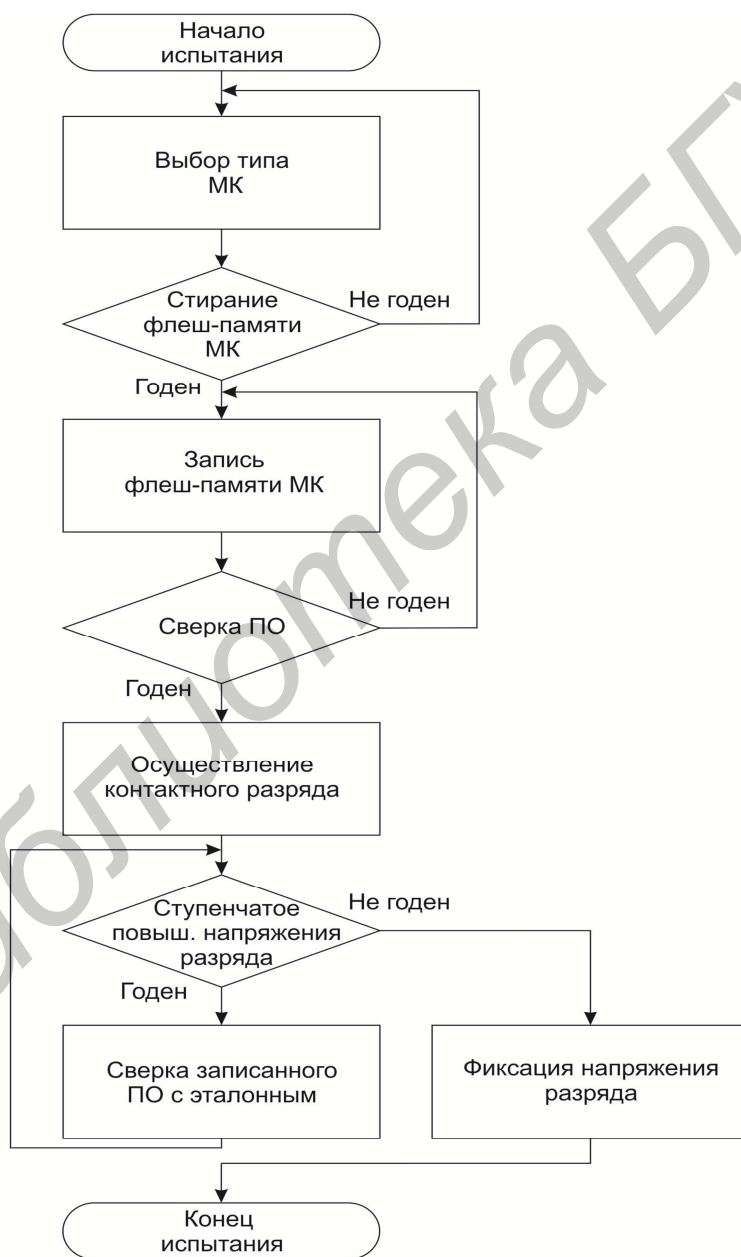 Начало
испытания
Выбор типа
МК
Стирание
флеш-памяти
МК
Не годен
Годен
Запись
флеш-памяти МК
Сверка ПО
Не годен
Годен
Осуществление
контактного разряда
Ступенчатое
повыш. напряжения
разряда
Не годен
Годен
Сверка записанного
ПО с эталонным
Фиксация напряжения
разряда
Конец
испытания